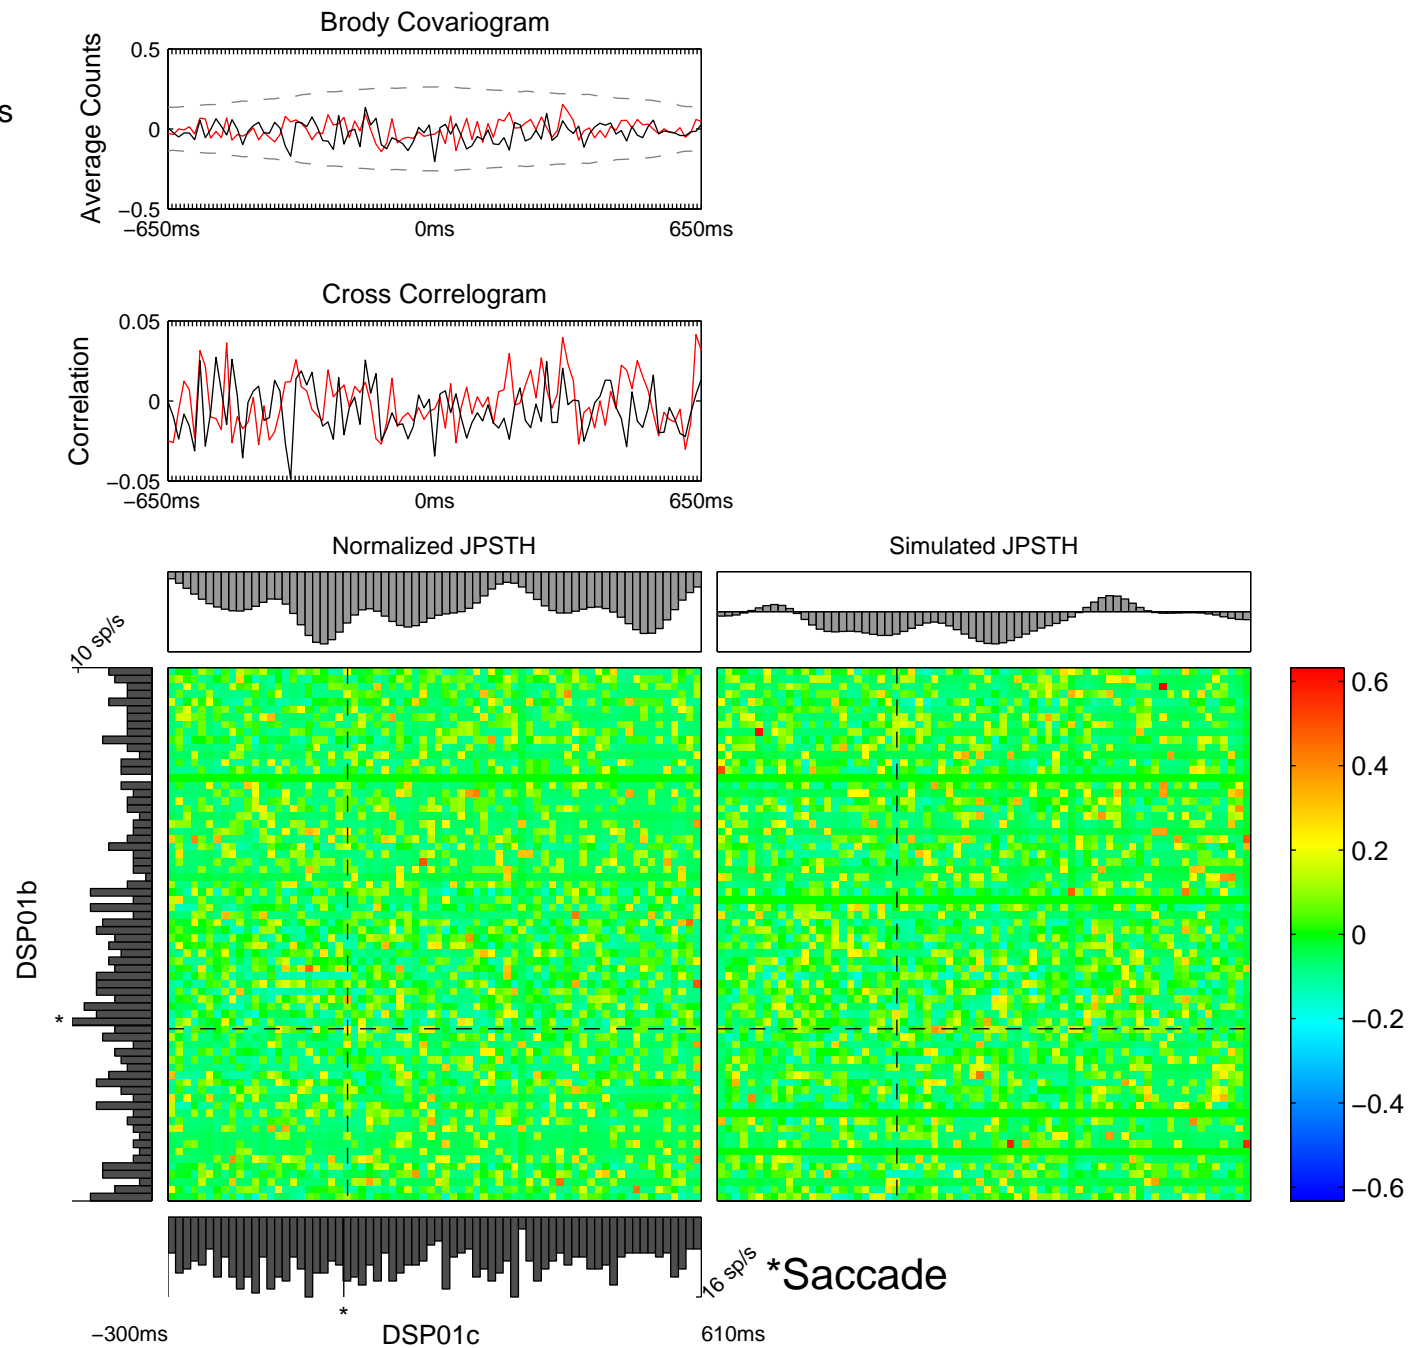 Brody Covariogram
s
Average Counts
0.5
0
−0.5
−650ms
0ms
650ms
Cross Correlogram
Correlation
0.05
0
−0.05
−650ms
0ms
650ms
Normalized JPSTH
Simulated JPSTH
10 sp/s
DSP01b
*
0.6
0.4
0.2
0
−0.2
−0.4
−0.6
16 sp/s
*Saccade
*
−300ms
DSP01c
610ms